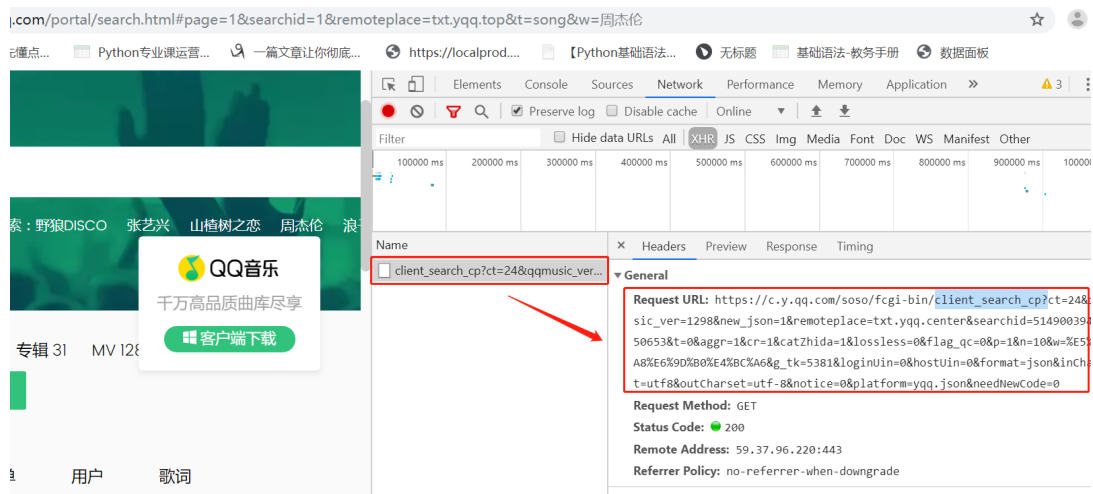 q.com/portal/search.html#page=1&searchid=1&remoteplace=txt.yqq.top&t=song&w=周杰伦
懂点... Python专业课运营... 一篇文章让你彻底... https://localprod.... 【Python基础语法... 无标题 基础语法-教务手册 数据面板
Elements Console Sources Network Performance Memory Application » 3
Preserve log Disable cache Online
Filter Hide data URLs All XHR JS CSS Img Media Font Doc WS Manifest Other
100000 ms 200000 ms 300000 ms 400000 ms 500000 ms 600000 ms 700000 ms 800000 ms 900000 ms 10000
索：野狼DISCO 张艺兴 山楂树之恋 周杰伦 浪
QQ音乐
千万高品质曲库尽享
客户端下载
专辑 31 MV 128
用户 歌词
Name
client_search_cp?ct=24&qqmusic_ver...
× Headers Preview Response Timing
General
Request URL: https://c.y.qq.com/soso/fcgi-bin/client_search_cp?ct=24&
sic_ver=1298&new_json=1&remoteplace=txt.yqq.center&searchid=514900394
50653&t=0&aggr=1&cr=1&catZhida=1&lossless=0&flag_qc=0&p=1&n=10&w=%E5%
A8%E6%9D%B0%E4%BC%A6&g_tk=5381&loginUin=0&hostUin=0&format=json&inCha
t=utf8&outCharset=utf-8&notice=0&platform=yqq.json&needNewCode=0
Request Method: GET
Status Code: 200
Remote Address: 59.37.96.220:443
Referrer Policy: no-referrer-when-downgrade